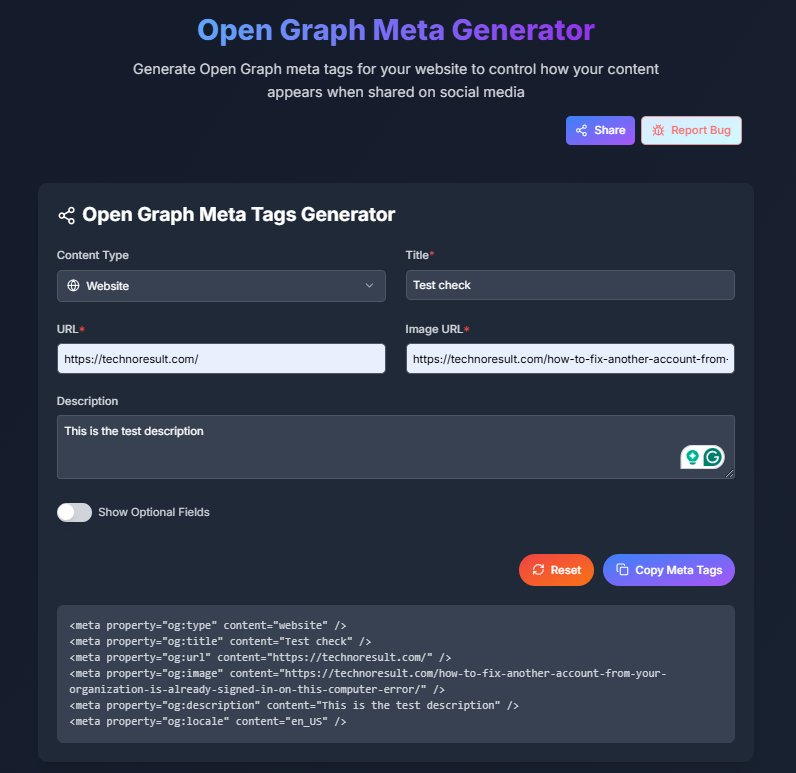 Open Graph Meta Generator
Generate Open Graph meta tags for your website to control how your content
appears when shared on social media
Share
Report Bug
Open Graph Meta Tags Generator
Content Type
Title*
Website
Test check
URL*
Image URL*
https://technoresult.com/
https://technoresult.com/how-to-fix-another-account-from-
Description
This is the test description
Show Optional Fields
Reset
Copy Meta Tags
<meta property="og:type" content="website" />
<meta property="og:title" content="Test check" />
<meta property="og:url" content="https://technoresult.com/" />
<meta property="og:image" content="https://technoresult.com/how-to-fix-another-account-from-your-
organization-is-already-signed-in-on-this-computer-error/" />
<meta property="og:description" content="This is the test description" />
<meta property="og:locale" content="en_US" />